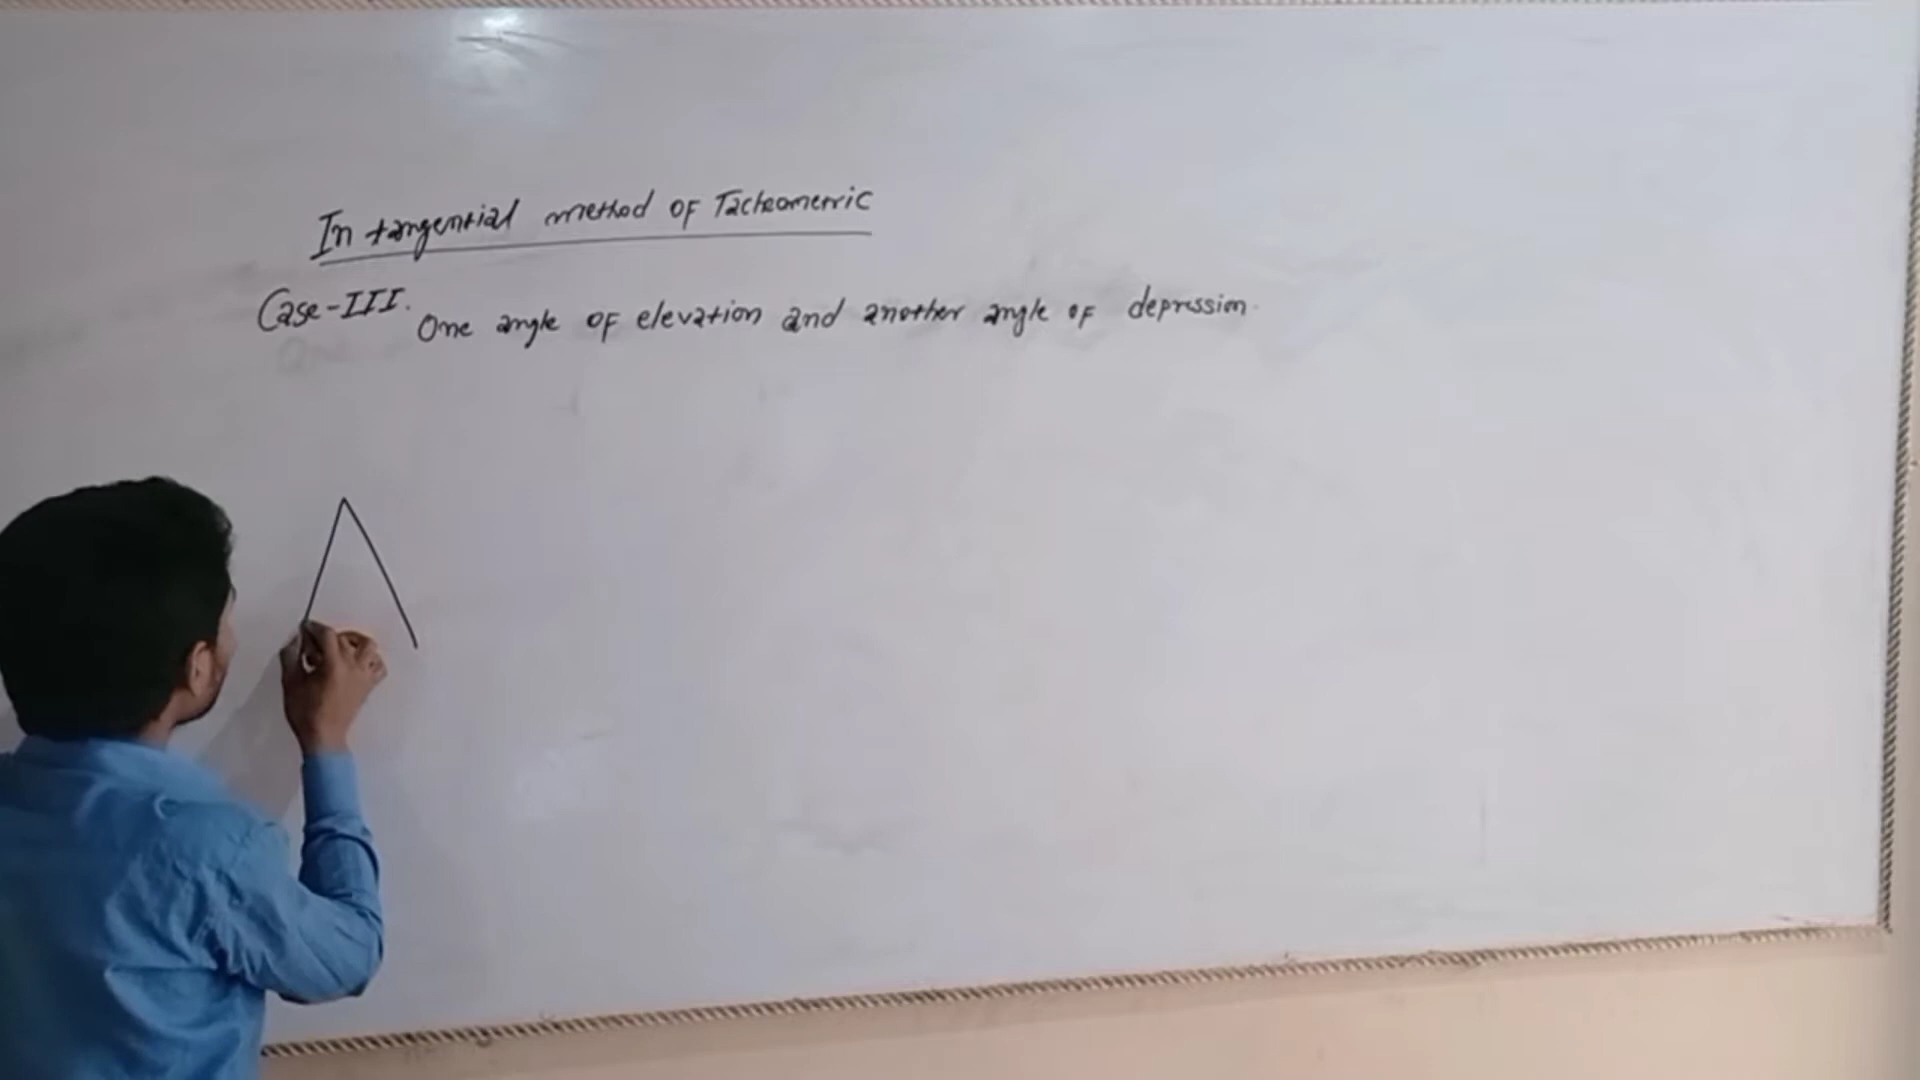 In tangential method OF Tacheometric
Case-III. One angle OF elevation and another angle OF depression.